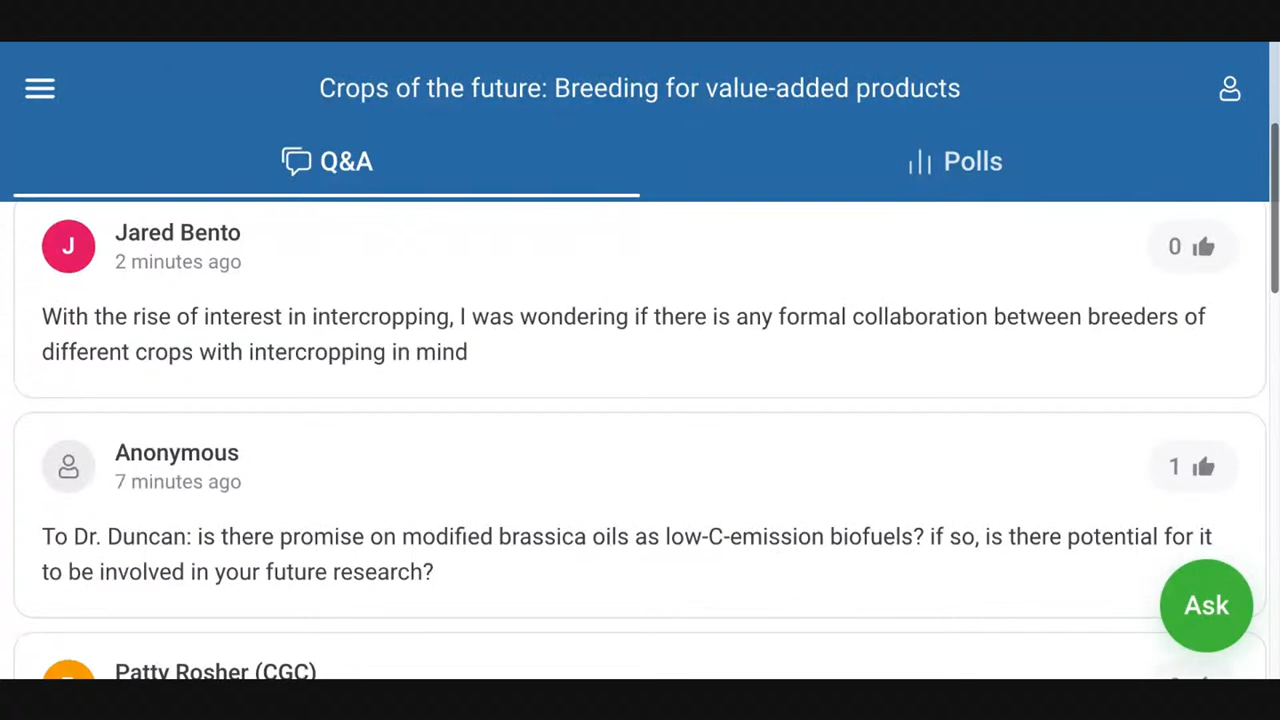 Crops of the future: Breeding for value-added products
Q&A
Polls
J
Jared Bento
2 minutes ago
0
With the rise of interest in intercropping, I was wondering if there is any formal collaboration between breeders of
different crops with intercropping in mind
Anonymous
7 minutes ago
1
To Dr. Duncan: is there promise on modified brassica oils as low-C-emission biofuels? if so, is there potential for it
to be involved in your future research?
Ask
Patty Rosher (CGC)